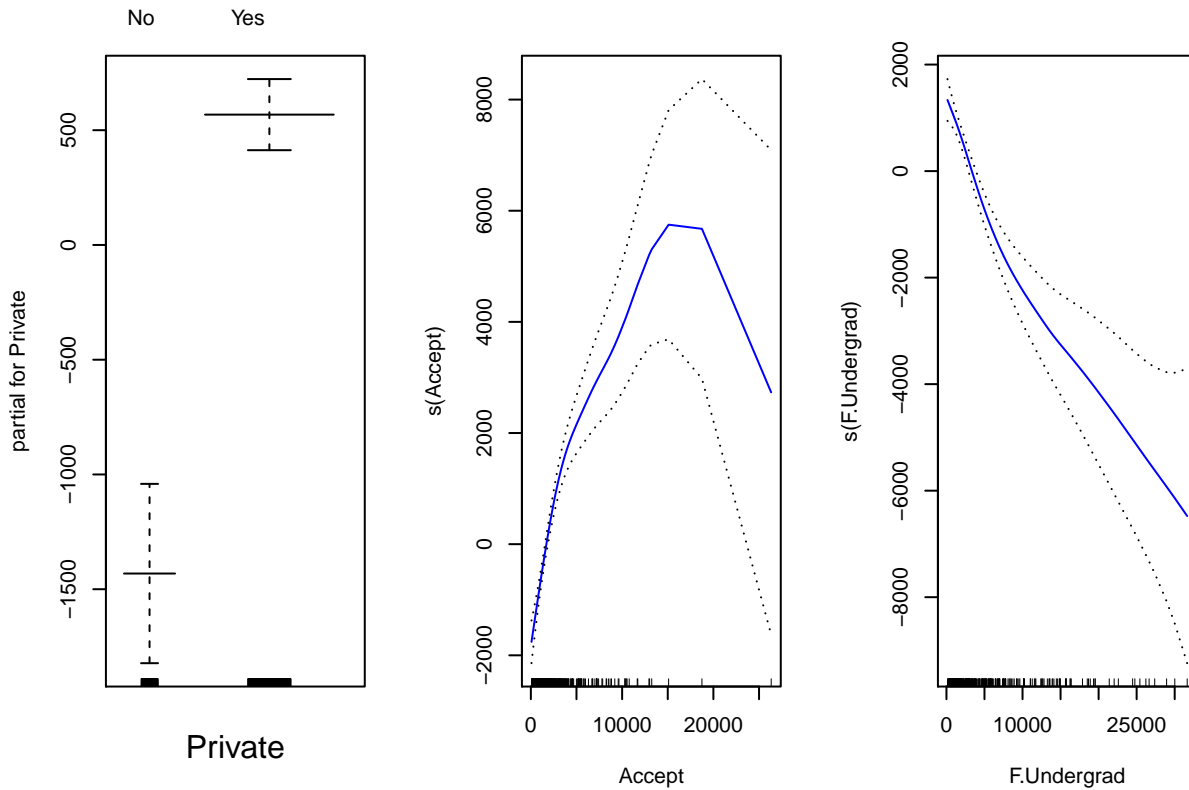 No Yes
partial for Private
500
0
−500
−1000
−1500
Private
s(Accept)
8000
6000
4000
2000
0
−2000
0 10000 20000
Accept
s(F.Undergrad)
2000
0
−2000
−4000
−6000
−8000
0 10000 25000
F.Undergrad